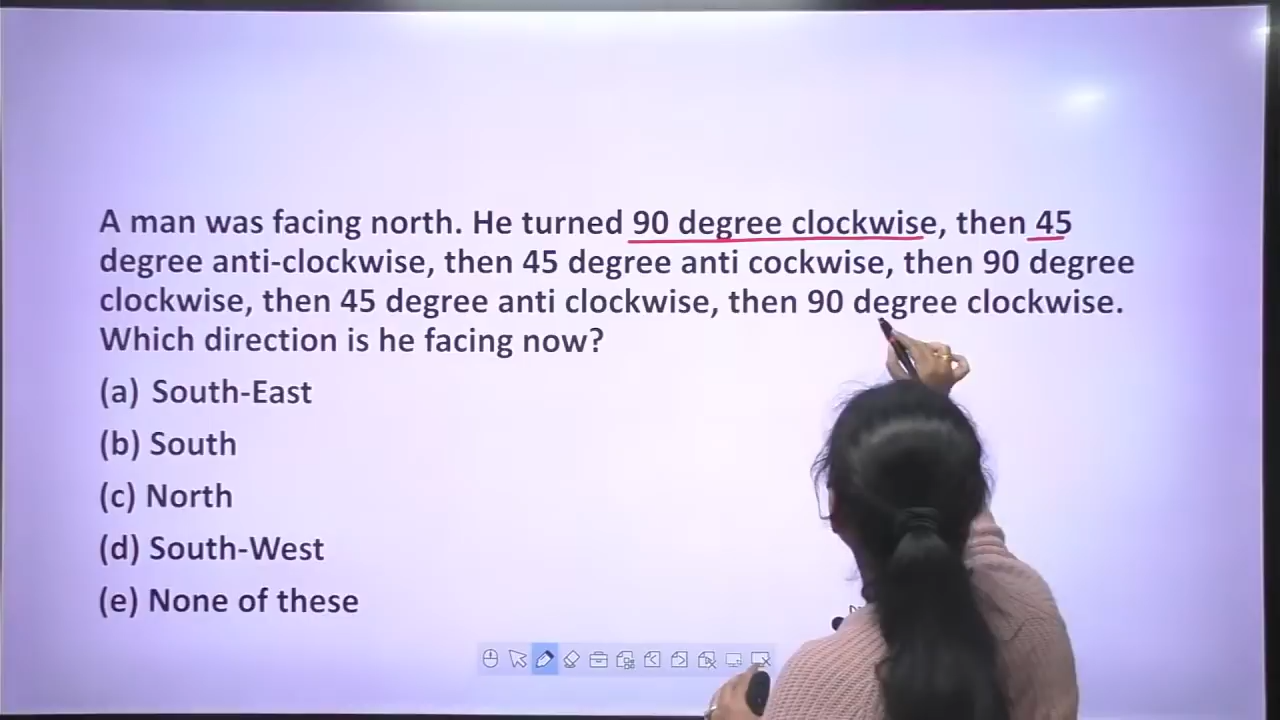 A man was facing north. He turned 90 degree clockwise, then 45
degree anti-clockwise, then 45 degree anti cockwise, then 90 degree
clockwise, then 45 degree anti clockwise, then 90 degree clockwise.
Which direction is he facing now?
(a) South-East
(b) South
(c) North
(d) South-West
(e) None of these